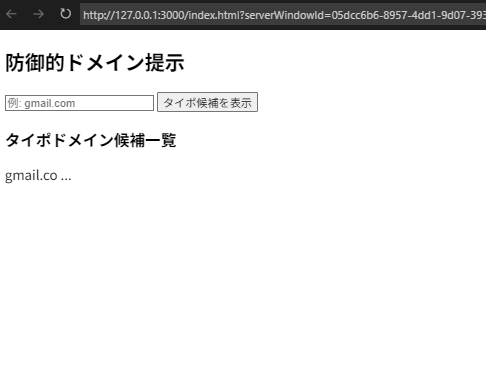 http://127.0.0.1:3000/index.html?serverWindowId=05dcc6b6-8957-4dd1-9d07-393
防御的ドメイン提示
例: gmail.com タイポ候補を表示
タイポドメイン候補一覧
gmail.co ...